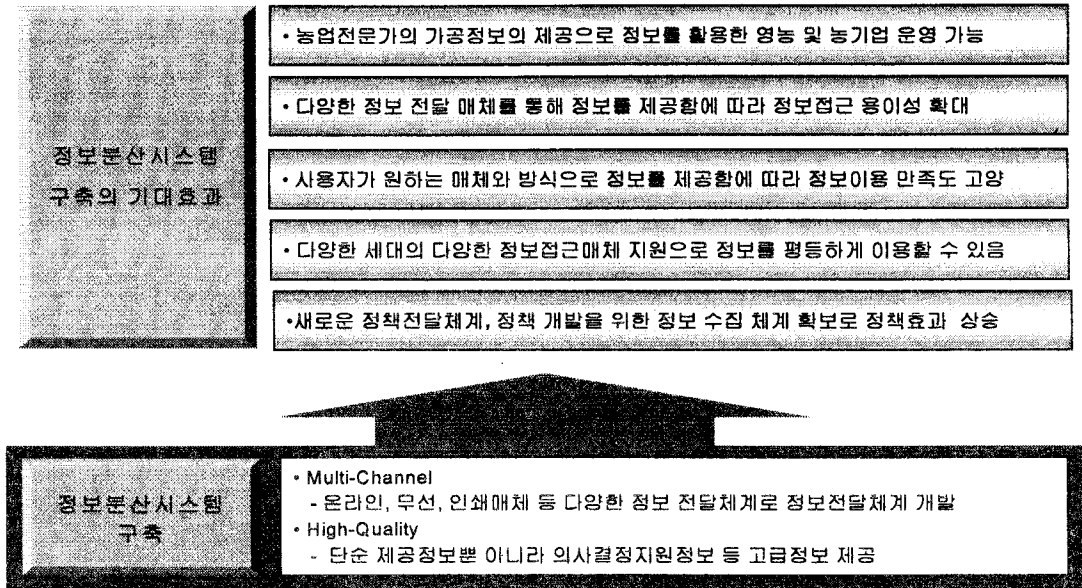 정보분산시스템
구축의 기대효과
• 농업전문가의 가공정보의 제공으로 정보를 활용한 영농 및 농기업 운영 가능
• 다양한 정보 전달 매체를 통해 정보를 제공함에 따라 정보접근 용이성 확대
• 사용자가 원하는 매체와 방식으로 정보를 제공함에 따라 정보이용 만족도 고양
• 다양한 세대의 다양한 정보접근매체 지원으로 정보를 평등하게 이용할 수 있음
•새로운 정책전달체계, 정책 개발을 위한 정보 수집 체계 확보로 정책효과 상승
정보분산시스템
구축
• Multi-Channel
- 온라인, 무선, 인쇄매체 등 다양한 정보 전달체계로 정보전달체계 개발
• High-Quality
- 단순 제공정보뿐 아니라 의사결정지원정보 등 고급정보 제공